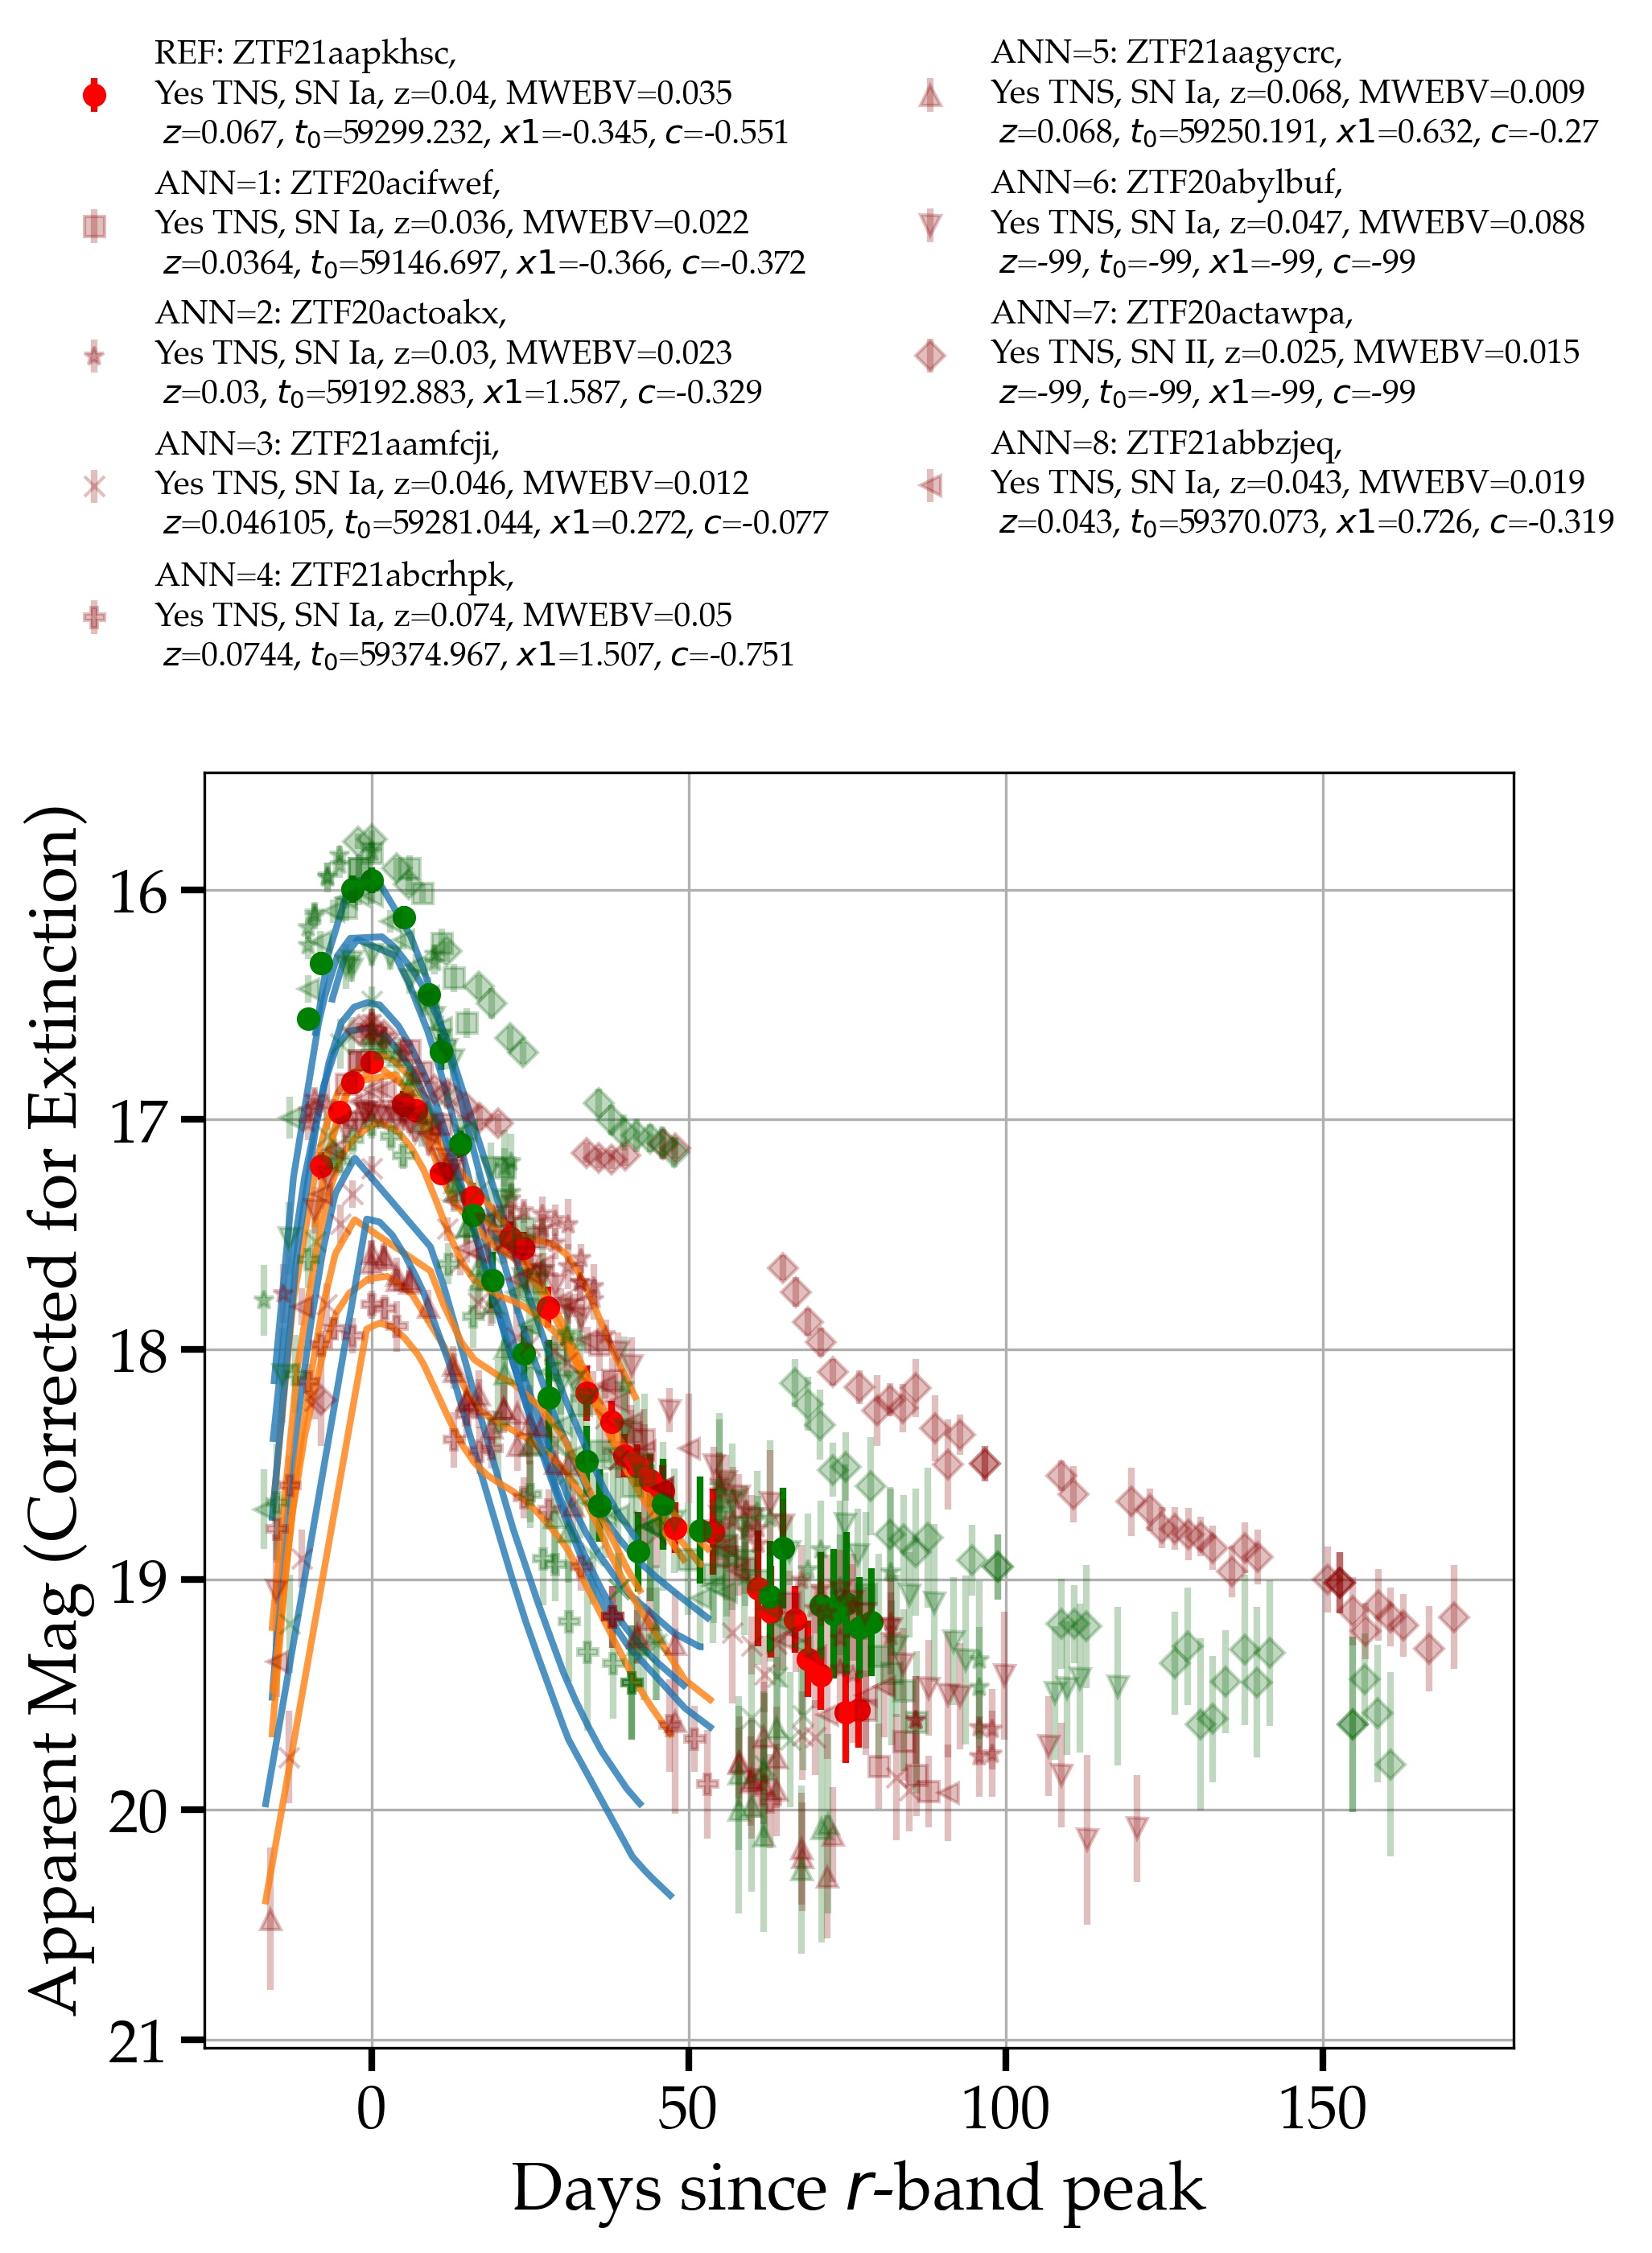 REF: ZTF21aapkhsc,
Yes TNS, SN Ia, z=0.04, MWEBV=0.035
z=0.067, t₀=59299.232, x1=-0.345, c=-0.551
ANN=1: ZTF20acifwef,
Yes TNS, SN Ia, z=0.036, MWEBV=0.022
z=0.0364, t₀=59146.697, x1=-0.366, c=-0.372
ANN=2: ZTF20actoakx,
Yes TNS, SN Ia, z=0.03, MWEBV=0.023
z=0.03, t₀=59192.883, x1=1.587, c=-0.329
ANN=3: ZTF21aamfcji,
Yes TNS, SN Ia, z=0.046, MWEBV=0.012
z=0.046105, t₀=59281.044, x1=0.272, c=-0.077
ANN=4: ZTF21abcrhpk,
Yes TNS, SN Ia, z=0.074, MWEBV=0.05
z=0.0744, t₀=59374.967, x1=1.507, c=-0.751
ANN=5: ZTF21aagycrc,
Yes TNS, SN Ia, z=0.068, MWEBV=0.009
z=0.068, t₀=59250.191, x1=0.632, c=-0.27
ANN=6: ZTF20abylbuf,
Yes TNS, SN Ia, z=0.047, MWEBV=0.088
z=-99, t₀=-99, x1=-99, c=-99
ANN=7: ZTF20actawpa,
Yes TNS, SN II, z=0.025, MWEBV=0.015
z=-99, t₀=-99, x1=-99, c=-99
ANN=8: ZTF21abbzjeq,
Yes TNS, SN Ia, z=0.043, MWEBV=0.019
z=0.043, t₀=59370.073, x1=0.726, c=-0.319
Apparent Mag (Corrected for Extinction)
16
17
18
19
20
21
0
50
100
150
Days since r-band peak